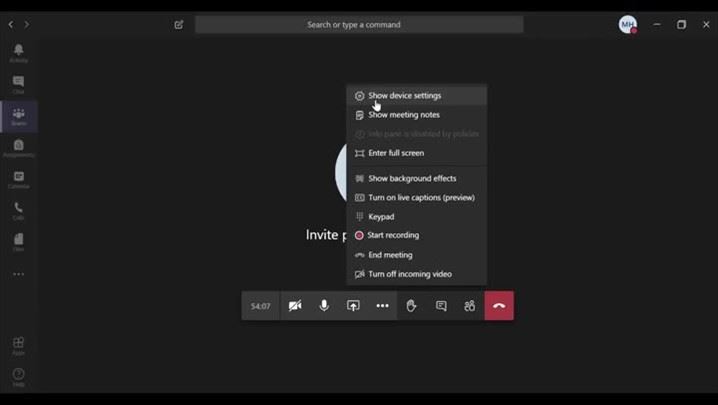 Search or type a command
MH
Activity
Chat
Teams
Assignments
Calendar
Calls
Files
Apps
Help
Show device settings
Show meeting notes
Info pane is disabled by policies
Enter full screen
Show background effects
Turn on live captions (preview)
Keypad
Start recording
End meeting
Turn off incoming video
Invite
54:07